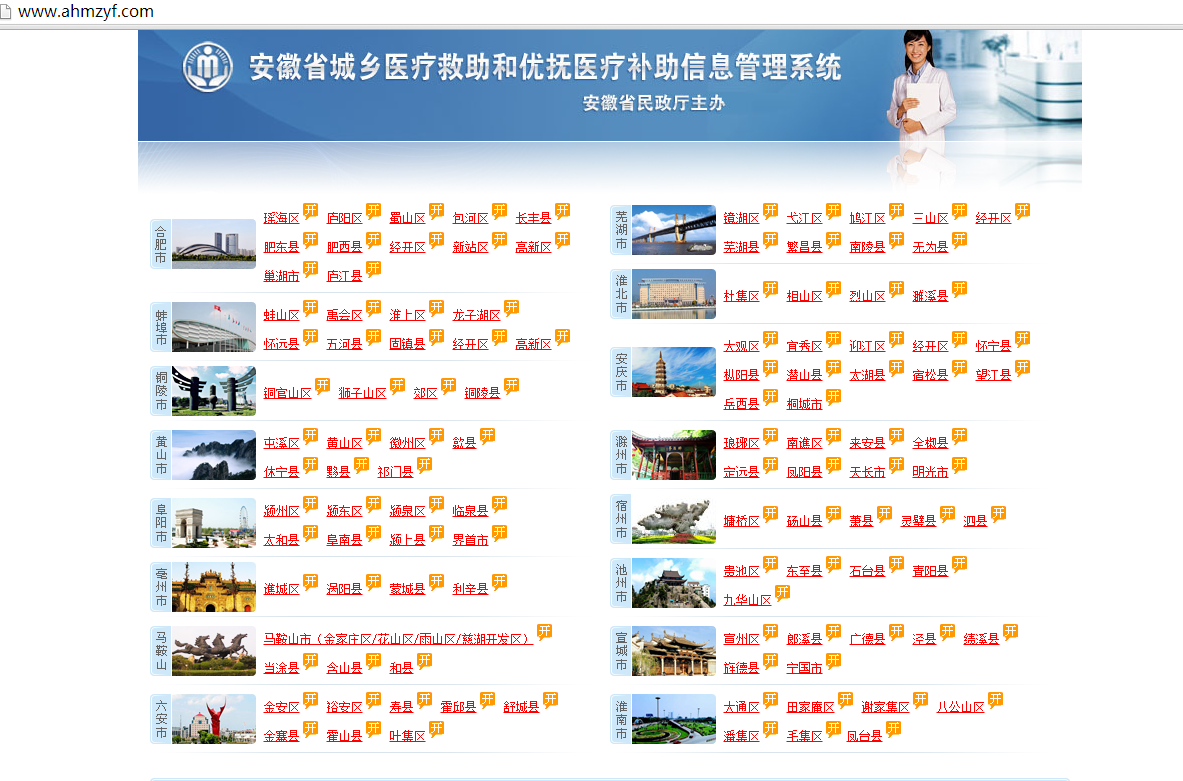 www.ahmzyf.com
安徽省城乡医疗救助和优抚医疗补助信息管理系统
安徽省民政厅主办
合肥市
瑶海区 开 庐阳区 开 蜀山区 开 包河区 开 长丰县 开
肥东县 开 肥西县 开 经开区 开 新站区 开 高新区 开
巢湖市 开 庐江县 开
蚌埠市
蚌山区 开 禹会区 开 淮上区 开 龙子湖区 开
怀远县 开 五河县 开 固镇县 开 经开区 开 高新区 开
铜陵市
铜官山区 开 狮子山区 开 郊区 开 铜陵县 开
黄山市
屯溪区 开 黄山区 开 徽州区 开 歙县 开
休宁县 开 黟县 开 祁门县 开
阜阳市
颍州区 开 颍东区 开 颍泉区 开 临泉县 开
太和县 开 阜南县 开 颍上县 开 界首市 开
亳州市
谯城区 开 涡阳县 开 蒙城县 开 利辛县 开
马鞍山
马鞍山市（金家庄区/花山区/雨山区/慈湖开发区） 开
当涂县 开 含山县 开 和县 开
六安市
金安区 开 裕安区 开 寿县 开 霍邱县 开 舒城县 开
金寨县 开 霍山县 开 叶集区 开
芜湖市
镜湖区 开 弋江区 开 鸠江区 开 三山区 开 经开区 开
芜湖县 开 繁昌县 开 南陵县 开 无为县 开
淮北市
杜集区 开 相山区 开 烈山区 开 濉溪县 开
安庆市
大观区 开 宜秀区 开 迎江区 开 经开区 开 怀宁县 开
枞阳县 开 潜山县 开 太湖县 开 宿松县 开 望江县 开
岳西县 开 桐城市 开
滁州市
琅琊区 开 南谯区 开 来安县 开 全椒县 开
定远县 开 凤阳县 开 天长市 开 明光市 开
宿州市
墉桥区 开 砀山县 开 萧县 开 灵璧县 开 泗县 开
池州市
贵池区 开 东至县 开 石台县 开 青阳县 开
九华山区 开
宣城市
宣州区 开 郎溪县 开 广德县 开 泾县 开 绩溪县 开
旌德县 开 宁国市 开
淮南市
大通区 开 田家庵区 开 谢家集区 开 八公山区 开
潘集区 开 毛集区 开 凤台县 开